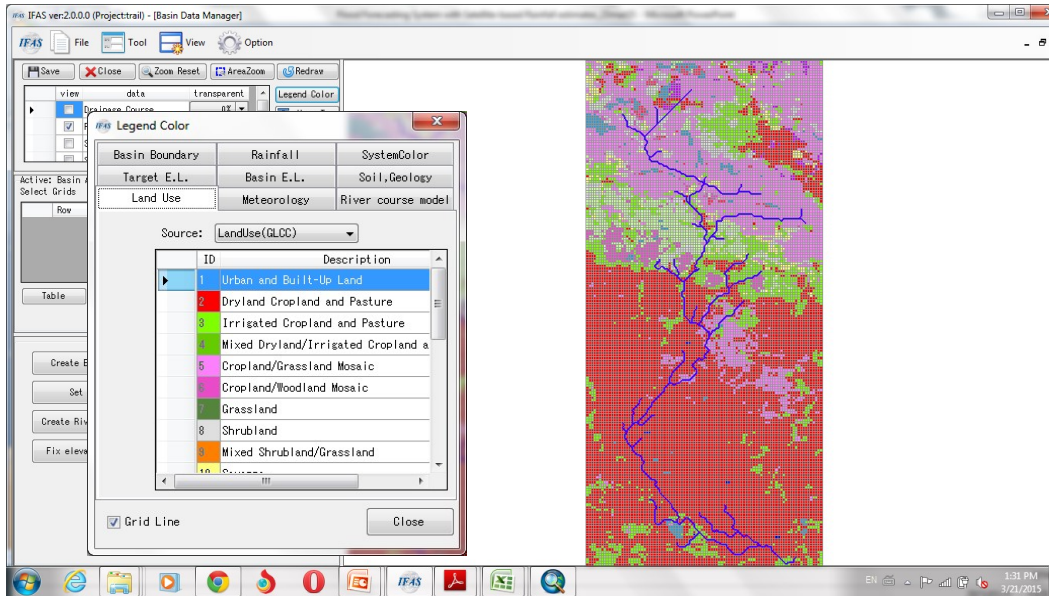 IFAS ver.2.0.0.0 (Project:trail) - [Basin Data Manager]
IFAS File Tool View Option
Save Close Zoom Reset AreaZoom Redraw
view data transparent Legend Color
Drainage Course 0%
IFAS Legend Color
Basin Boundary Rainfall SystemColor
Target E.L. Basin E.L. Soil,Geology
Land Use Meteorology River course model
Active: Basin
Select Grids
Row
Source: LandUse(GLCC)
ID Description
1 Urban and Built-Up Land
2 Dryland Cropland and Pasture
3 Irrigated Cropland and Pasture
4 Mixed Dryland/Irrigated Cropland a
5 Cropland/Grassland Mosaic
6 Cropland/Woodland Mosaic
7 Grassland
8 Shrubland
9 Mixed Shrubland/Grassland
10
Table
Create
Set
Create Riv
Fix eleva
Grid Line Close
IFAS
EN
1:31 PM
3/21/2015